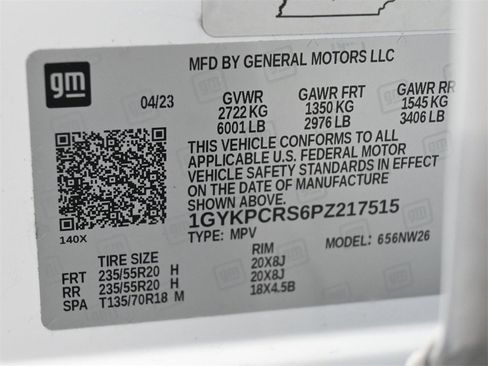 MFD BY GENERAL MOTORS LLC
gm
04/23 GVWR GAWR FRT GAWR RR
2722 KG 1350 KG 1545 KG
6001 LB 2976 LB 3406 LB
THIS VEHICLE CONFORMS TO ALL
APPLICABLE U.S. FEDERAL MOTOR
VEHICLE SAFETY STANDARDS IN EFFECT
ON THE DATE OF MANUFACTURE
SHOWN ABOVE.
1GYKPCRS6PZ217515
140X TYPE: MPV MODEL: 656NW26
TIRE SIZE RIM
FRT 235/55R20 H 20X8J
RR 235/55R20 H 20X8J
SPA T135/70R18 M 18X4.5B